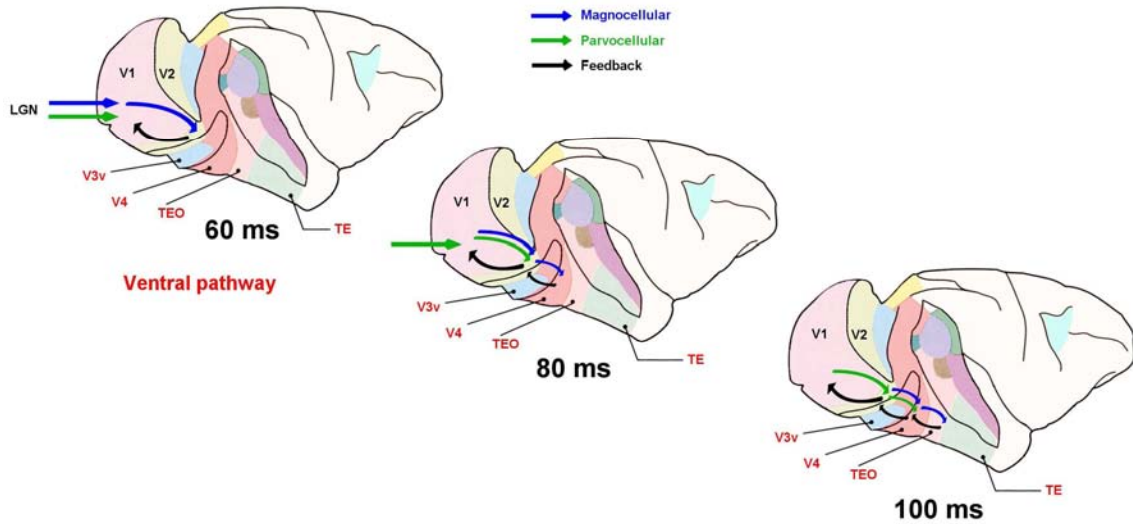 Magnocellular
Parvocellular
Feedback
V1
V2
LGN
V3v
V4
TEO
TE
60 ms
Ventral pathway
V1
V2
V3v
V4
TEO
TE
80 ms
V1
V2
V3v
V4
TEO
TE
100 ms